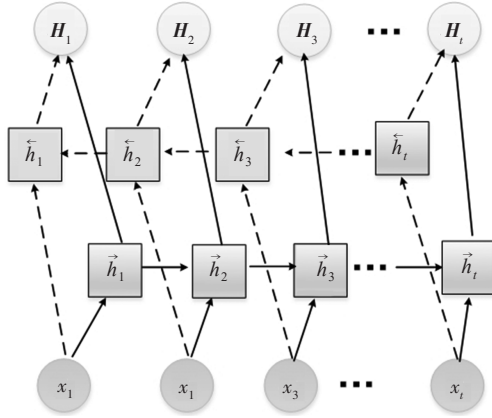 H₁ H₂ H₃ ... Hₜ
←h₁ ←h₂ ←h₃ ... ←hₜ
→h₁ →h₂ →h₃ ... →hₜ
x₁ x₁ x₃ ... xₜ